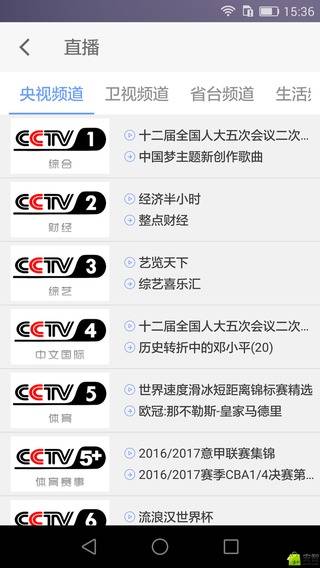 15:36
直播
央视频道 卫视频道 省台频道 生活
CCTV 1
综合
十二届全国人大五次会议二次...
中国梦主题新创作歌曲
CCTV 2
财经
经济半小时
整点财经
CCTV 3
综艺
艺览天下
综艺喜乐汇
CCTV 4
中文国际
十二届全国人大五次会议二次...
历史转折中的邓小平(20)
CCTV 5
体育
世界速度滑冰短距离锦标赛精选
欧冠:那不勒斯-皇家马德里
CCTV 5+
体育赛事
2016/2017意甲联赛集锦
2016/2017赛季CBA1/4决赛第...
CCTV 6
流浪汉世界杯
安智